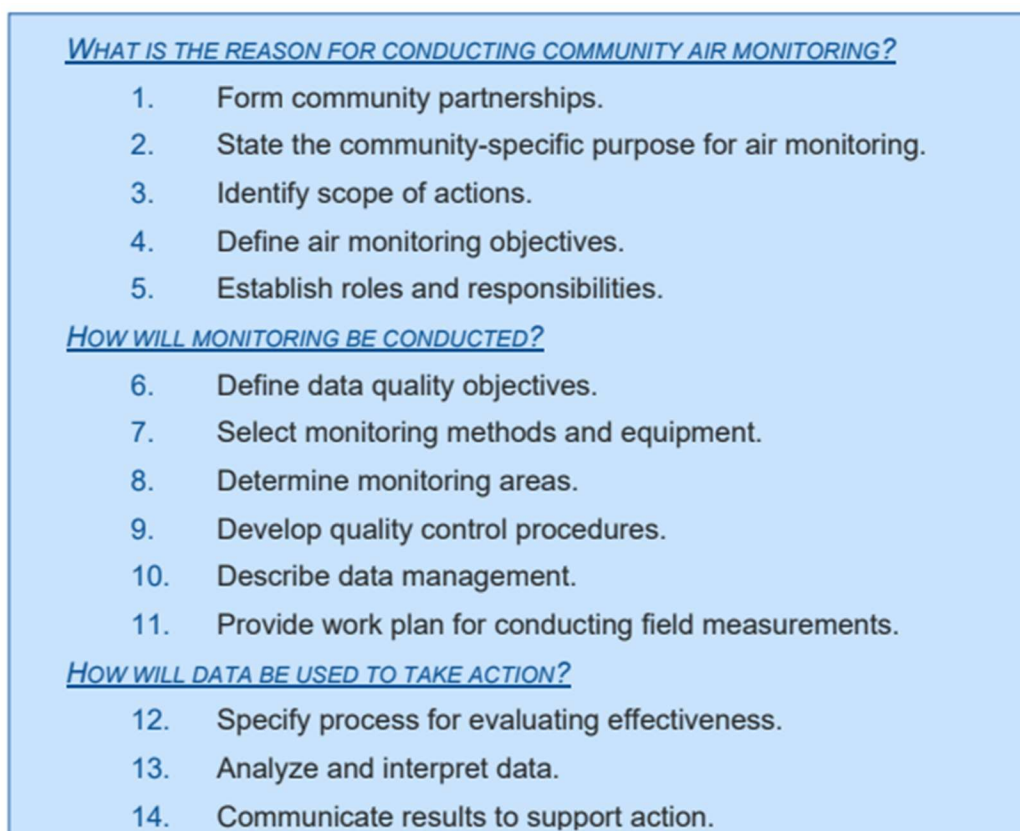 WHAT IS THE REASON FOR CONDUCTING COMMUNITY AIR MONITORING?
1. Form community partnerships.
2. State the community-specific purpose for air monitoring.
3. Identify scope of actions.
4. Define air monitoring objectives.
5. Establish roles and responsibilities.
HOW WILL MONITORING BE CONDUCTED?
6. Define data quality objectives.
7. Select monitoring methods and equipment.
8. Determine monitoring areas.
9. Develop quality control procedures.
10. Describe data management.
11. Provide work plan for conducting field measurements.
HOW WILL DATA BE USED TO TAKE ACTION?
12. Specify process for evaluating effectiveness.
13. Analyze and interpret data.
14. Communicate results to support action.